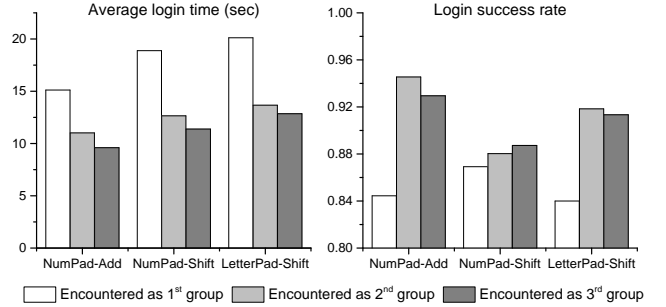 Average login time (sec)
20
15
10
5
0
NumPad-Add NumPad-Shift LetterPad-Shift
Login success rate
1.00
0.96
0.92
0.88
0.84
0.80
NumPad-Add NumPad-Shift LetterPad-Shift
Encountered as 1st group Encountered as 2nd group Encountered as 3rd group